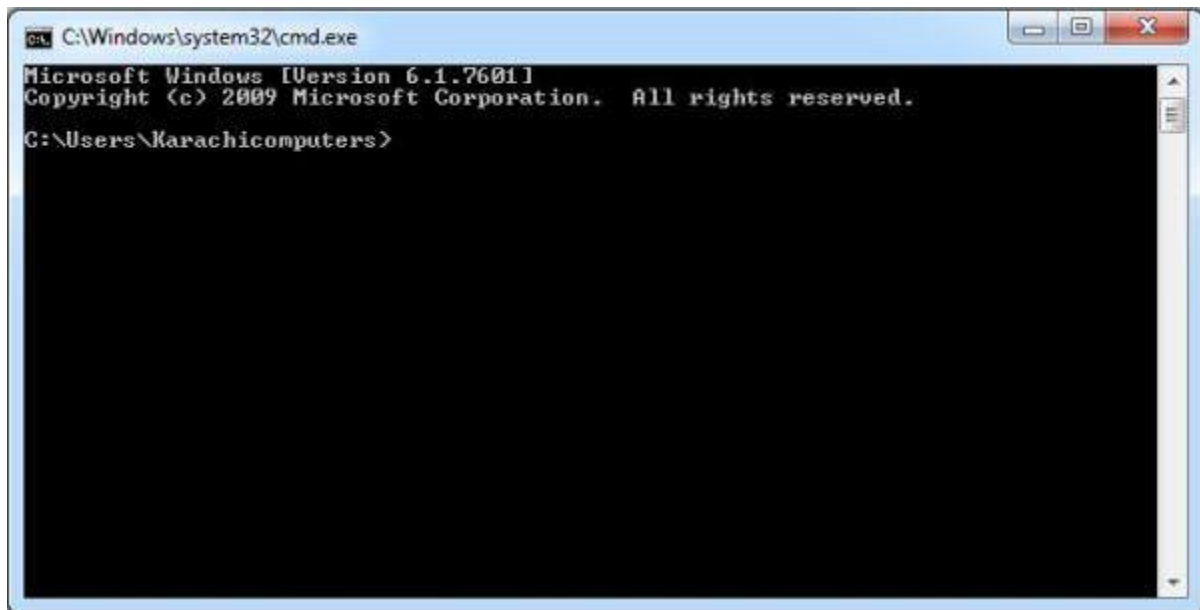 C:\Windows\system32\cmd.exe
Microsoft Windows [Version 6.1.7601]
Copyright (c) 2009 Microsoft Corporation.  All rights reserved.
C:\Users\Karachicomputers>